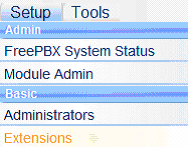 Setup Tools
Admin
FreePBX System Status
Module Admin
Basic
Administrators
Extensions